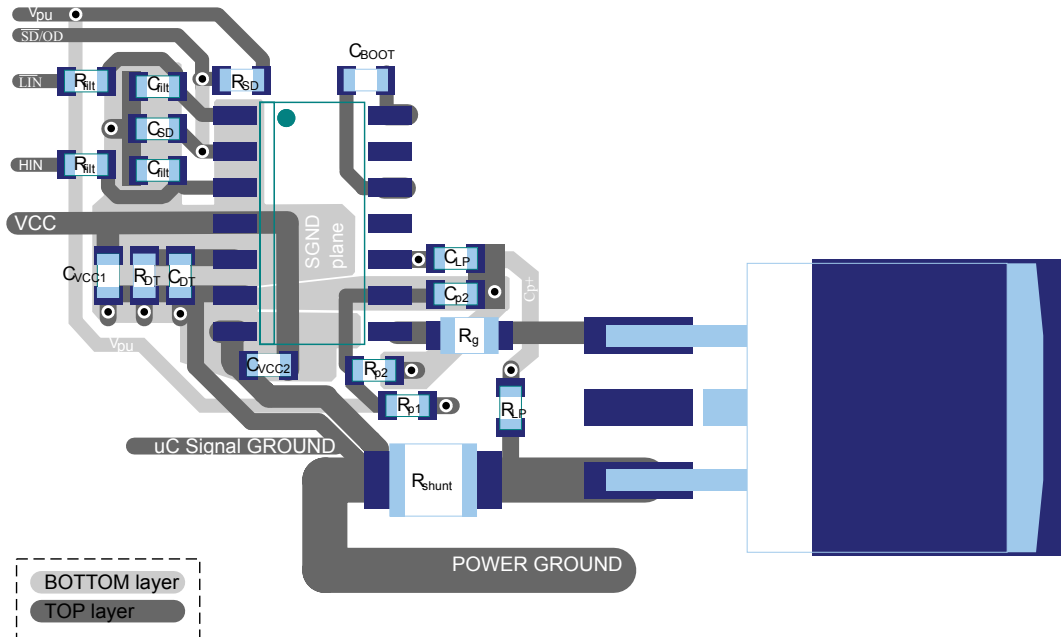 Vpu
SD/OD
LIN
HIN
Rfilt
Cfilt
RSD
CBOOT
CSD
Rfilt
Cfilt
VCC
SGND
plane
CVCC1
RDT
CDT
CLP
Cp2
Cp+
Rg
Vpu
CVCC2
Rp2
Rp1
RLP
uC Signal GROUND
Rshunt
POWER GROUND
BOTTOM layer
TOP layer